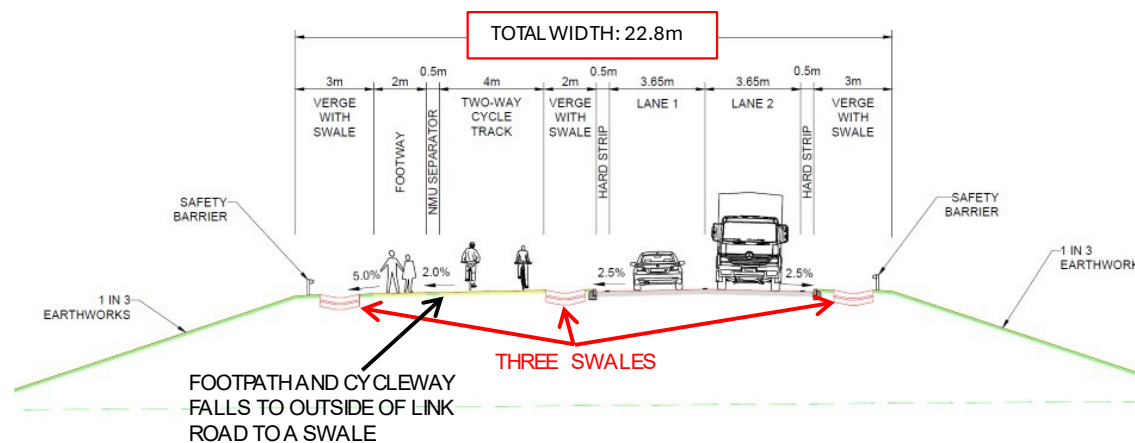 TOTAL WIDTH: 22.8m
3m
2m
0.5m
4m
2m
0.5m
3.65m
3.65m
0.5m
3m
VERGE
WITH
SWALE
FOOTWAY
NMU SEPARATOR
TWO-WAY
CYCLE
TRACK
VERGE
WITH
SWALE
HARD STRIP
LANE 1
LANE 2
HARD STRIP
VERGE
WITH
SWALE
SAFETY
BARRIER
SAFETY
BARRIER
5.0%
2.0%
2.5%
2.5%
1 IN 3
EARTHWORKS
1 IN 3
EARTHWORK
THREE SWALES
FOOTPATH AND CYCLEWAY
FALLS TO OUTSIDE OF LINK
ROAD TO A SWALE